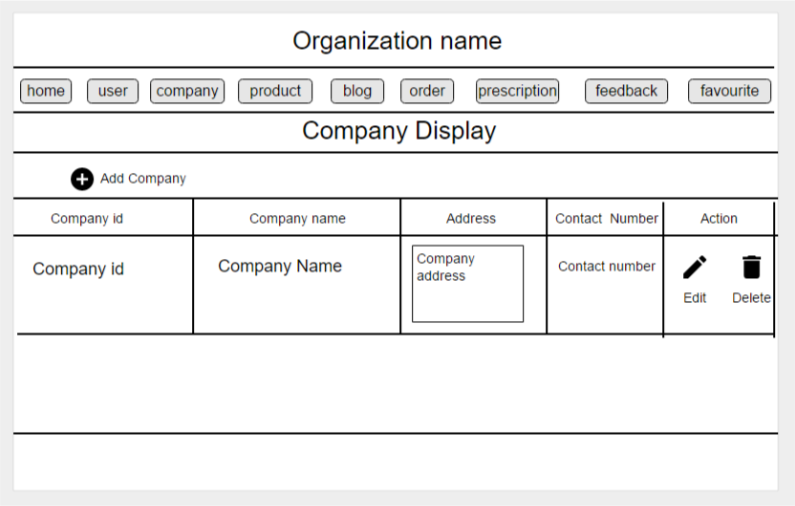 Organization name
home user company product blog order prescription feedback favourite
Company Display
Add Company
Company id Company name Address Contact Number Action
Company id Company Name Company address Contact number
Edit Delete